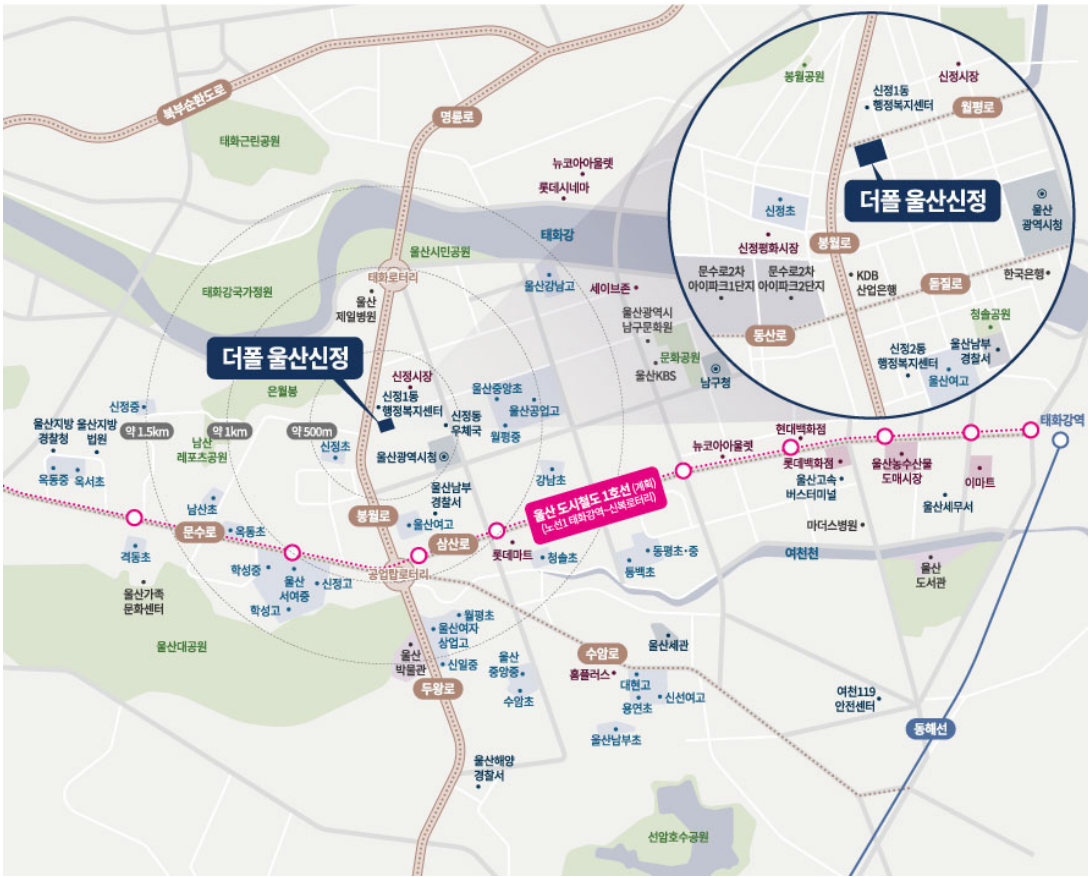 북부순환도로
명륜로
태화근린공원
뉴코아아울렛
롯데시네마
태화강
울산시민공원
태화로터리
태화강국가정원
울산
제일병원
울산강남고
세이브존
울산광역시
남구문화원
문화공원
울산KBS
남구청
더폴 울산신정
은월봉
신정시장
신정1동
행정복지센터
울산중앙초
울산공업고
월평중
신정동
우체국
신정중
약 1.5km
약 1km
약 500m
울산지방
경찰청
울산지방
법원
남산
레포츠공원
신정초
울산광역시청
옥동중
옥서초
남산초
옥동초
문수로
봉월로
울산남부
경찰서
울산여고
삼산로
강남초
롯데마트
청솔초
울산 도시철도 1호선 (계획)
(노선1 태화강역~신복로터리)
뉴코아아울렛
현대백화점
롯데백화점
울산고속
버스터미널
울산농수산물
도매시장
이마트
울산세무서
태화강역
마더스병원
여천천
울산
도서관
동평초·중
동백초
격동초
울산가족
문화센터
학성중
울산
서여중
신정고
학성고
공업탑로터리
울산대공원
월평초
울산여자
상업고
울산
박물관
신일중
울산
중앙중
수암초
두왕로
수암로
울산세관
홈플러스
대현고
용연초
신선여고
울산남부초
여천119
안전센터
동해선
울산해양
경찰서
선암호수공원
봉월공원
신정시장
신정1동
행정복지센터
월평로
더폴 울산신정
신정초
울산
광역시청
신정평화시장
봉월로
문수로2차
아이파크1단지
문수로2차
아이파크2단지
KDB
산업은행
한국은행
돋질로
동산로
청솔공원
신정2동
행정복지센터
울산남부
경찰서
울산여고